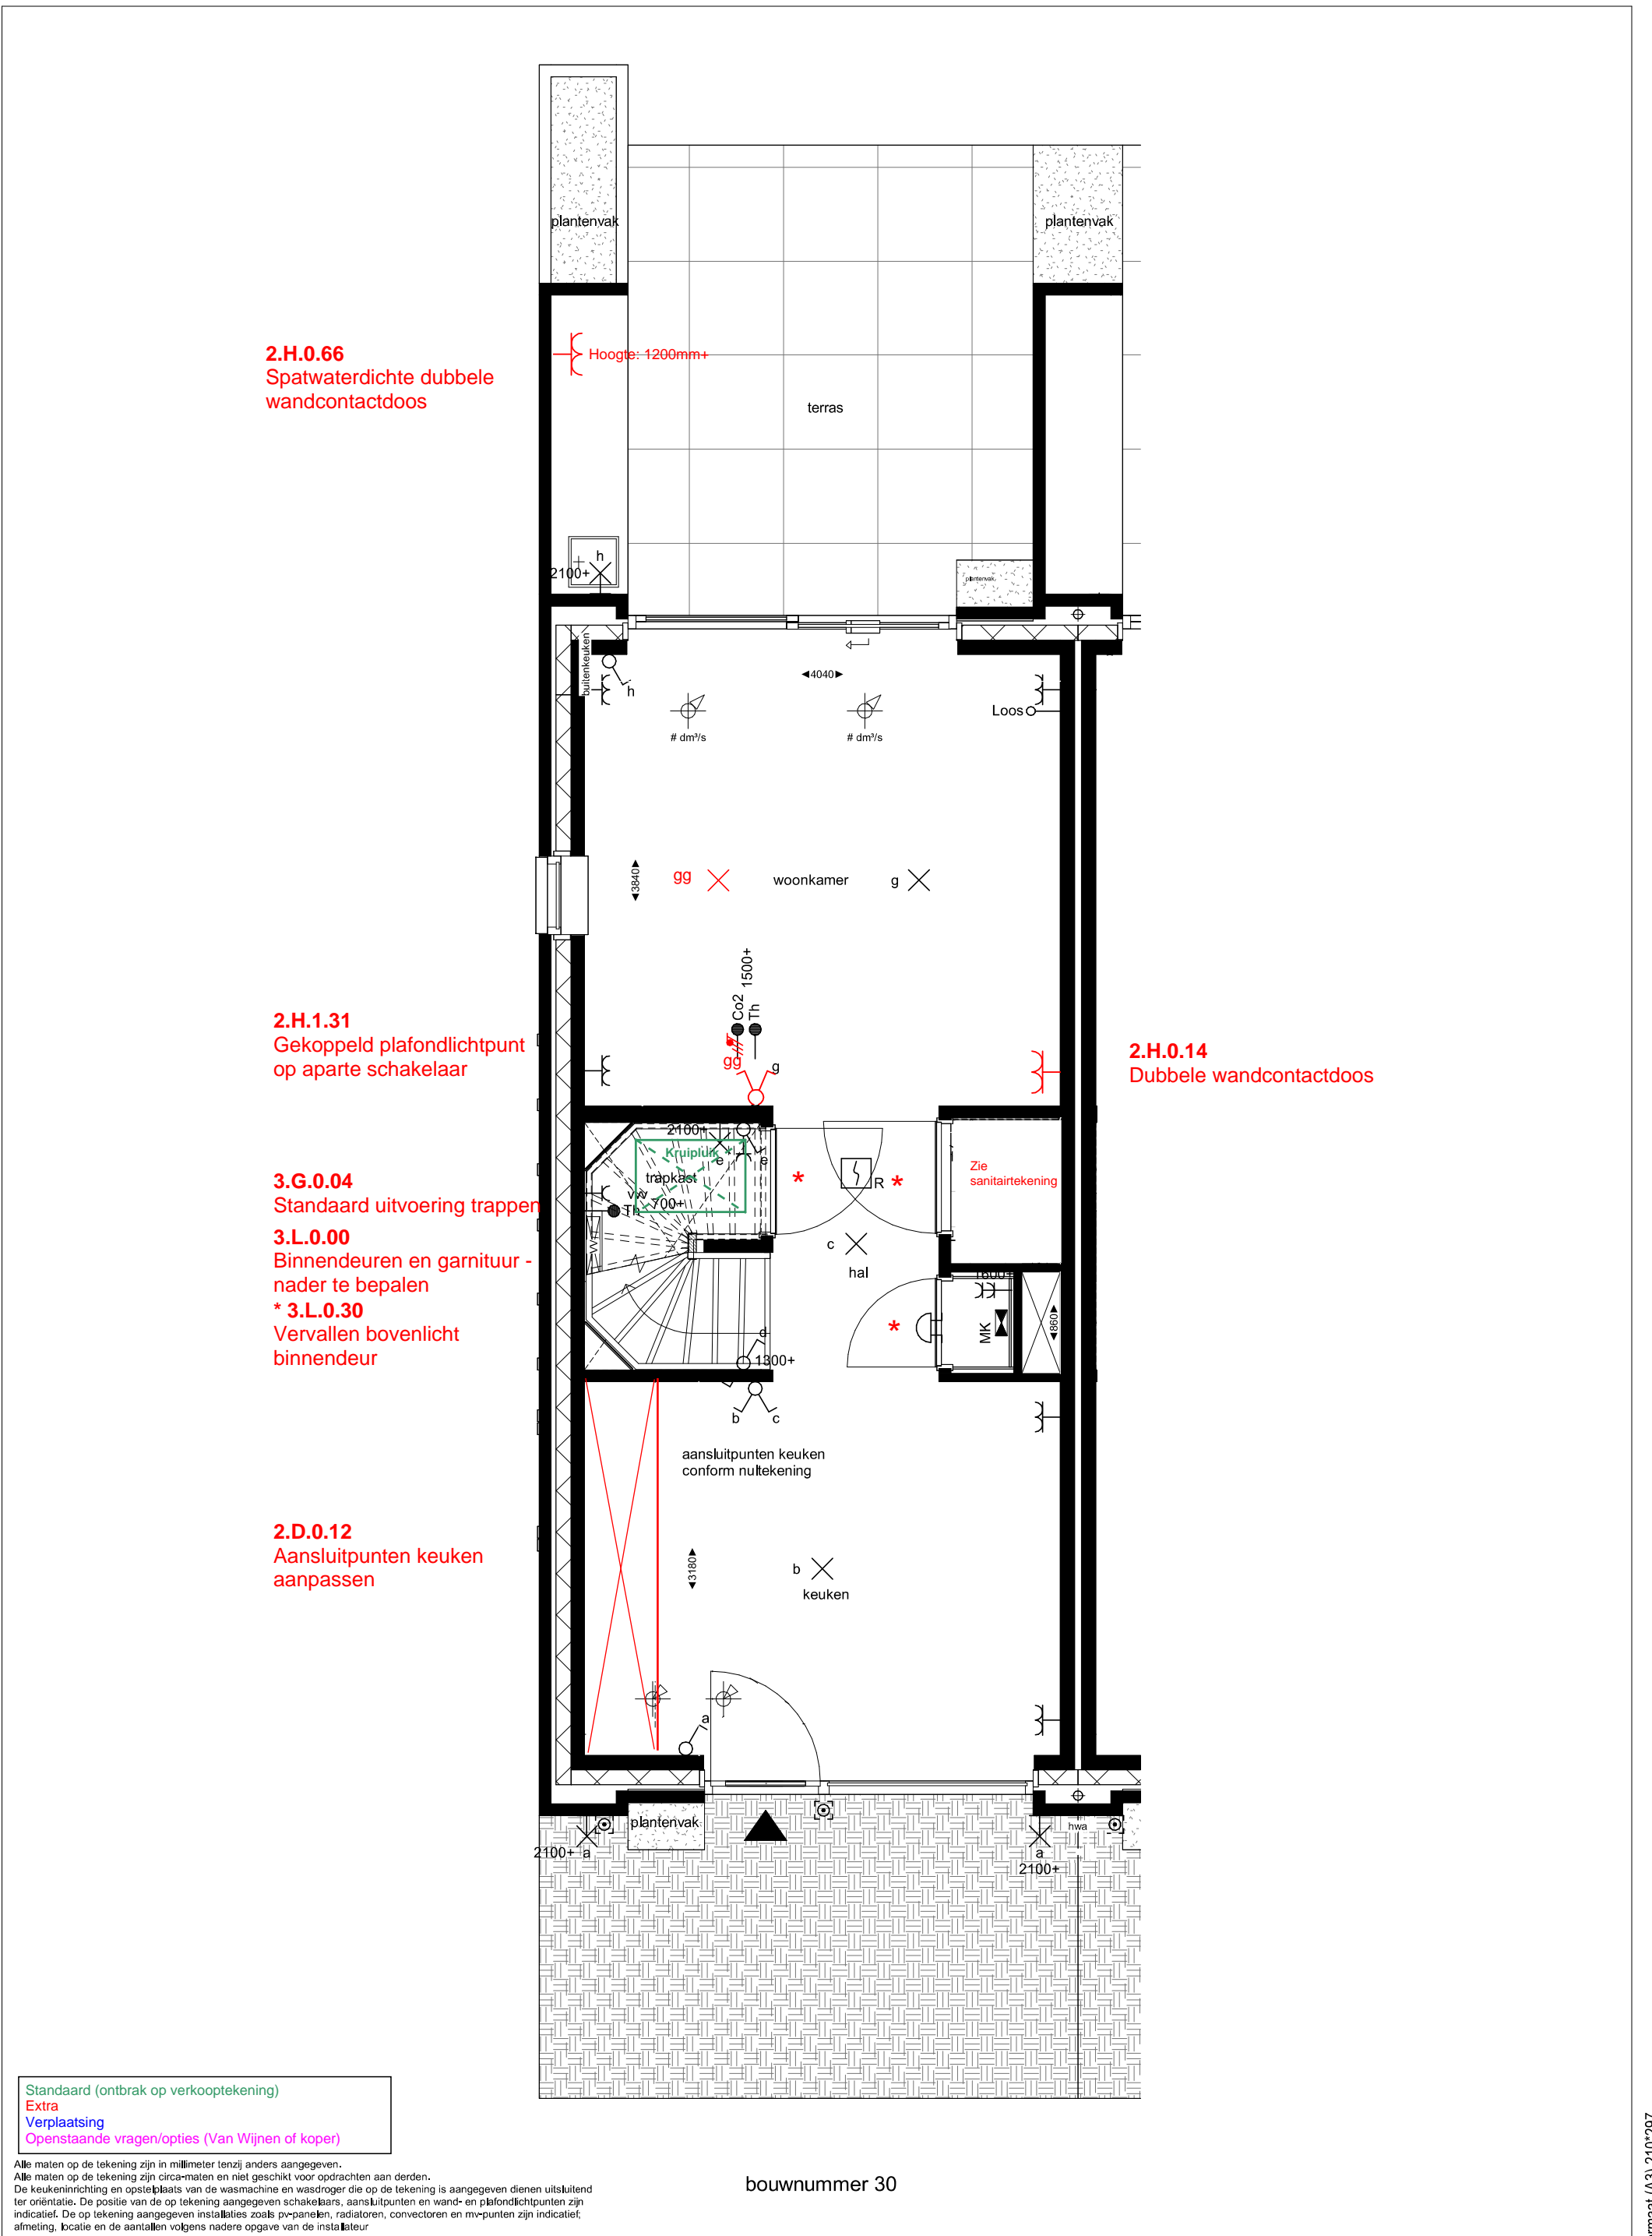 plantenvak
plantenvak
2.H.0.66
Spatwaterdichte dubbele
wandcontactdoos
Hoogte: 1200mm+
terras
h
2100+
plantenvak
buitenkeuken
h
4040
Loos
# dm³/s
# dm³/s
3840
gg
woonkamer
g
1500+
Co2
Th
gg
g
2.H.1.31
Gekoppeld plafondlichtpunt
op aparte schakelaar
2.H.0.14
Dubbele wandcontactdoos
2100+
Kruipluik
e
e
trapkast
vw
700+
Th
*
R
*
Zie
sanitairtekening
3.G.0.04
Standaard uitvoering trappen
3.L.0.00
Binnendeuren en garnituur -
nader te bepalen
* 3.L.0.30
Vervallen bovenlicht
binnendeur
c
hal
1600+
*
MK
860
d
1300+
b
c
aansluitpunten keuken
conform nultekening
2.D.0.12
Aansluitpunten keuken
aanpassen
3180
b
keuken
a
plantenvak
hwa
2100+ a
a
2100+
Standaard (ontbrak op verkooptekening)
Extra
Verplaatsing
Openstaande vragen/opties (Van Wijnen of koper)
Alle maten op de tekening zijn in millimeter tenzij anders aangegeven.
Alle maten op de tekening zijn circa-maten en niet geschikt voor opdrachten aan derden.
De keukeninrichting en opstelplaats van de wasmachine en wasdroger die op de tekening is aangegeven dienen uitsluitend
ter oriëntatie. De positie van de op tekening aangegeven schakelaars, aansluitpunten en wand- en plafondlichtpunten zijn
indicatief. De op tekening aangegeven installaties zoals pv-panelen, radiatoren, convectoren en mv-punten zijn indicatief;
afmeting, locatie en de aantallen volgens nadere opgave van de installateur
bouwnummer 30
(A3) 210*297